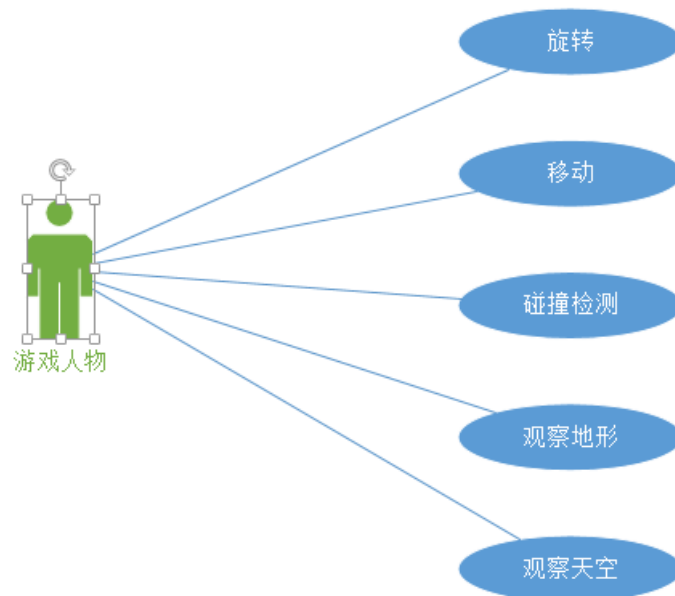 旋转
移动
碰撞检测
游戏人物
观察地形
观察天空